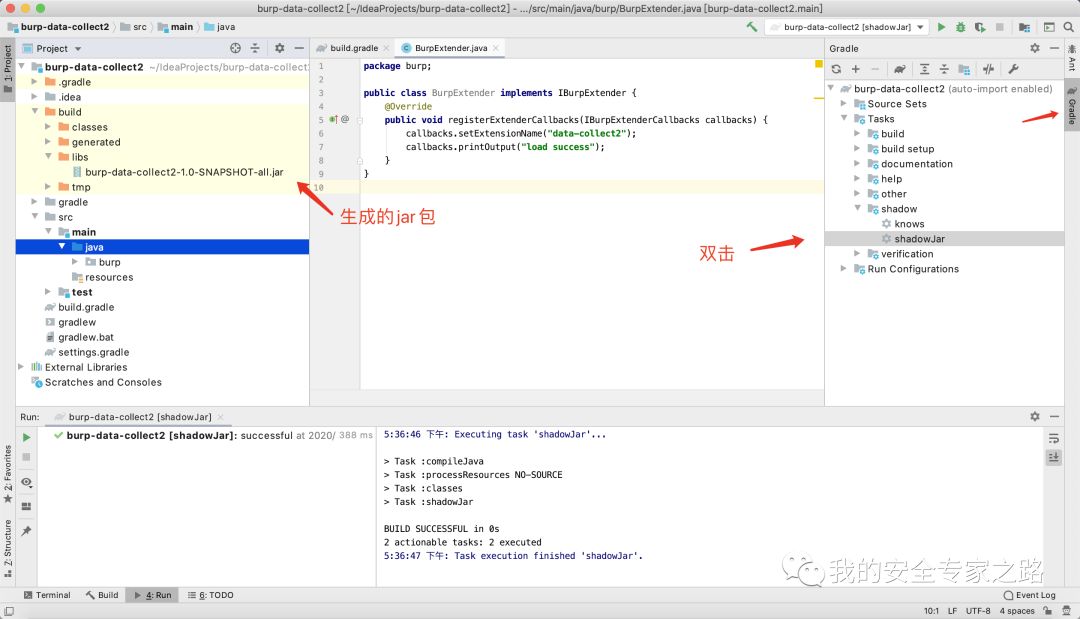 burp-data-collect2 [~/IdeaProjects/burp-data-collect2] - .../src/main/java/burp/BurpExtender.java [burp-data-collect2.main]
burp-data-collect2 src main java
burp-data-collect2 [shadowJar]
Project
build.gradle
BurpExtender.java
Gradle
1: Project
burp-data-collect2 ~/IdeaProjects/burp-data-collect
.gradle
.idea
build
classes
generated
libs
burp-data-collect2-1.0-SNAPSHOT-all.jar
tmp
gradle
src
main
java
burp
resources
test
build.gradle
gradlew
gradlew.bat
settings.gradle
External Libraries
Scratches and Consoles
1 package burp;
2
3 public class BurpExtender implements IBurpExtender {
4 @Override
5 @ public void registerExtenderCallbacks(IBurpExtenderCallbacks callbacks) {
6 callbacks.setExtensionName("data-collect2");
7 callbacks.printOutput("load success");
8 }
9 }
10
生成的jar包
双击
burp-data-collect2 (auto-import enabled)
Source Sets
Tasks
build
build setup
documentation
help
other
shadow
knows
shadowJar
verification
Run Configurations
Ant
Gradle
Run: burp-data-collect2 [shadowJar]
burp-data-collect2 [shadowJar]: successful at 2020/ 388 ms
5:36:46 下午: Executing task 'shadowJar'...
> Task :compileJava
> Task :processResources NO-SOURCE
> Task :classes
> Task :shadowJar
BUILD SUCCESSFUL in 0s
2 actionable tasks: 2 executed
5:36:47 下午: Task execution finished 'shadowJar'.
2: Favorites
Z: Structure
我的安全专家之路
Terminal Build 4: Run 6: TODO Event Log
10:1 LF UTF-8 4 spaces